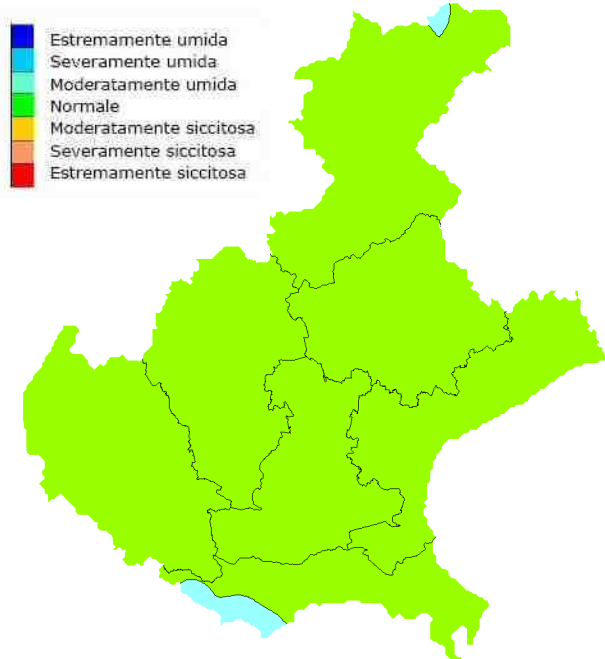 Estremamente umida
Severamente umida
Moderatamente umida
Normale
Moderatamente siccitosa
Severamente siccitosa
Estremamente siccitosa